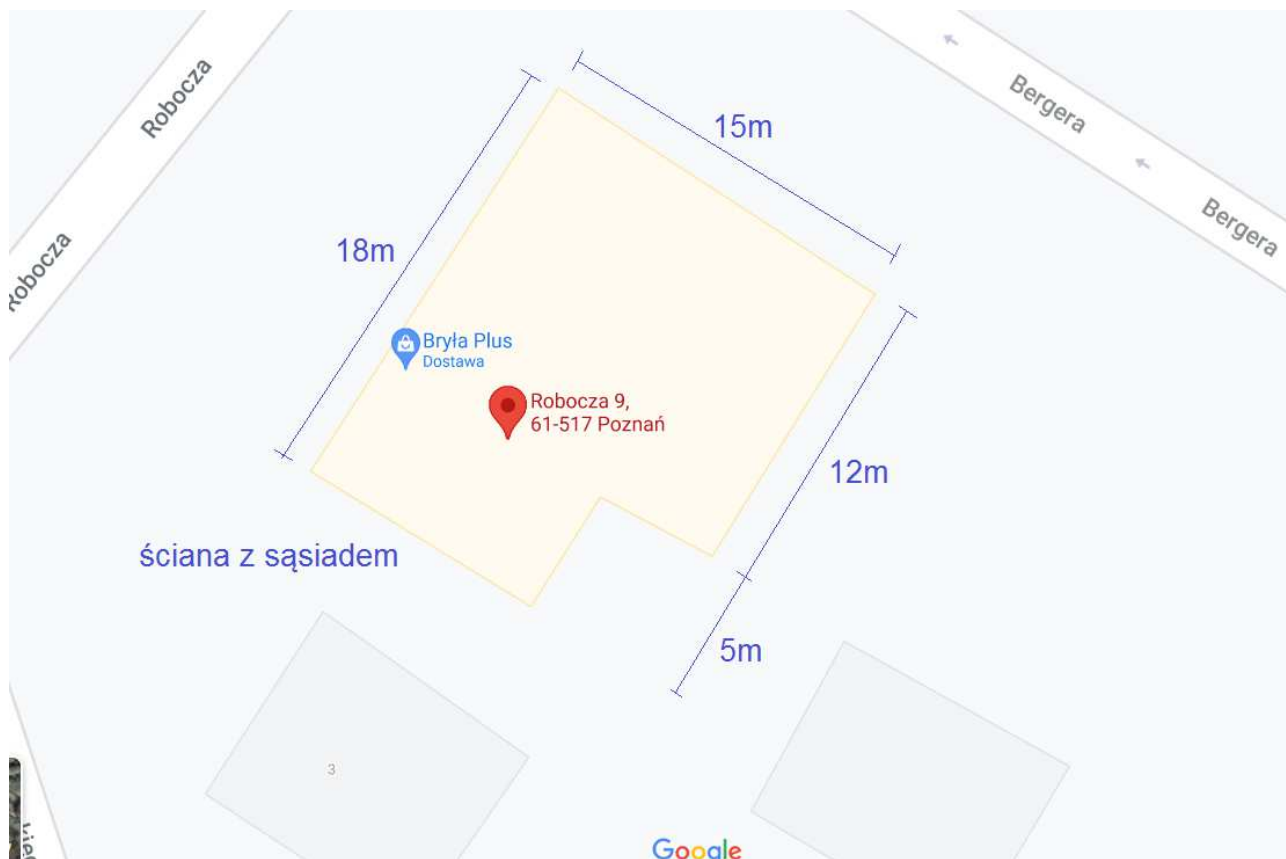 Robocza
Bergera
15m
Bergera
18m
Robocza
Bryła Plus
Dostawa
Robocza 9,
61-517 Poznań
12m
ściana z sąsiadem
5m
3
Google